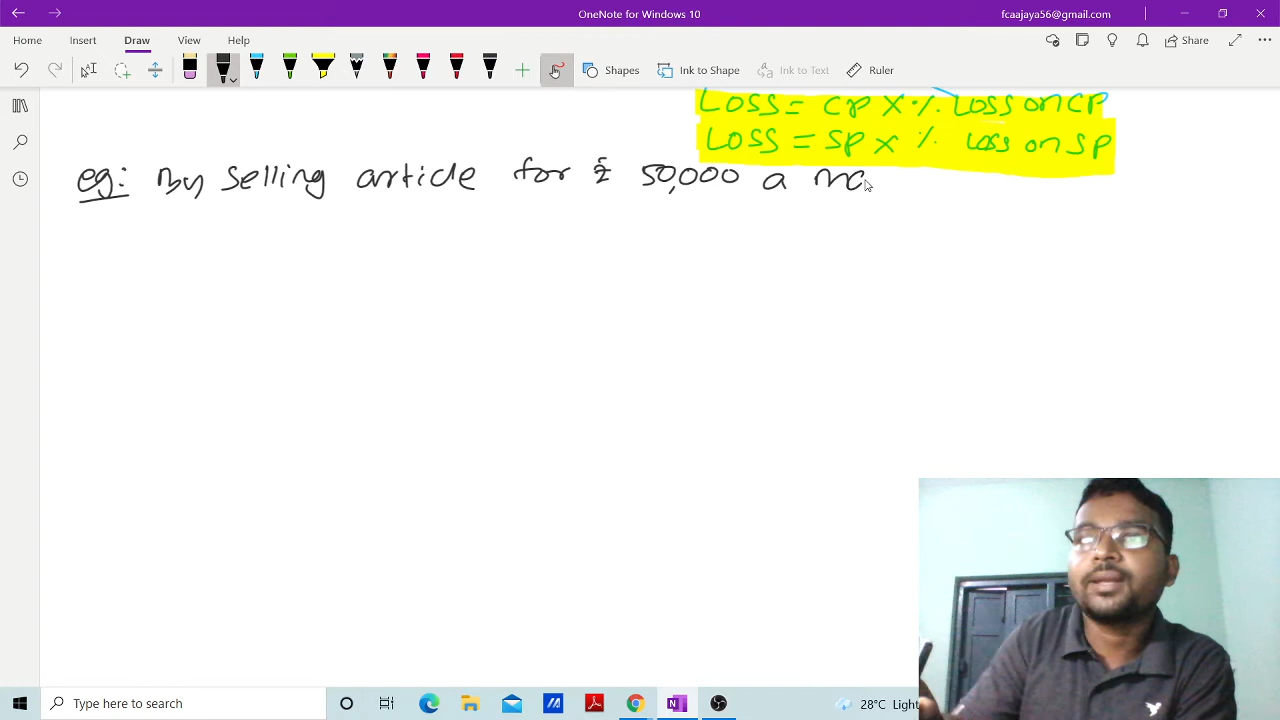 OneNote for Windows 10
fcaajaya56@gmail.com
Home Insert Draw View Help
Share
Shapes Ink to Shape Ink to Text Ruler
LOSS = CP X % LOSS on CP
LOSS = SP X % Loss on SP
eg: By selling article for ₹ 50,000 a ma
Type here to search
28°C Light